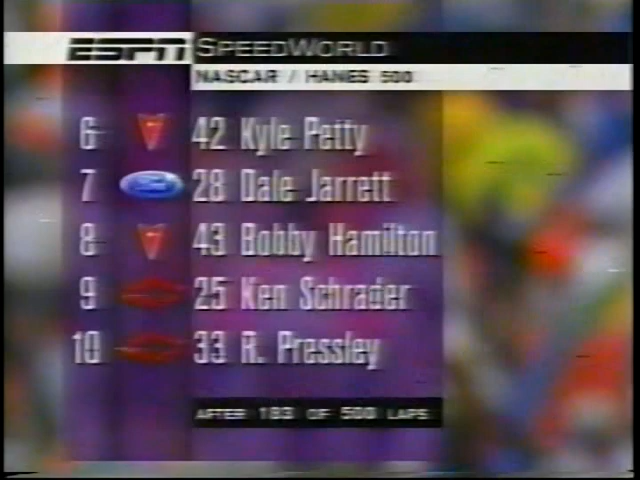 ESPN SPEEDWORLD
NASCAR / HANES 500
6 42 Kyle Petty
7 28 Dale Jarrett
8 43 Bobby Hamilton
9 25 Ken Schrader
10 33 R. Pressley
AFTER 183 OF 500 LAPS